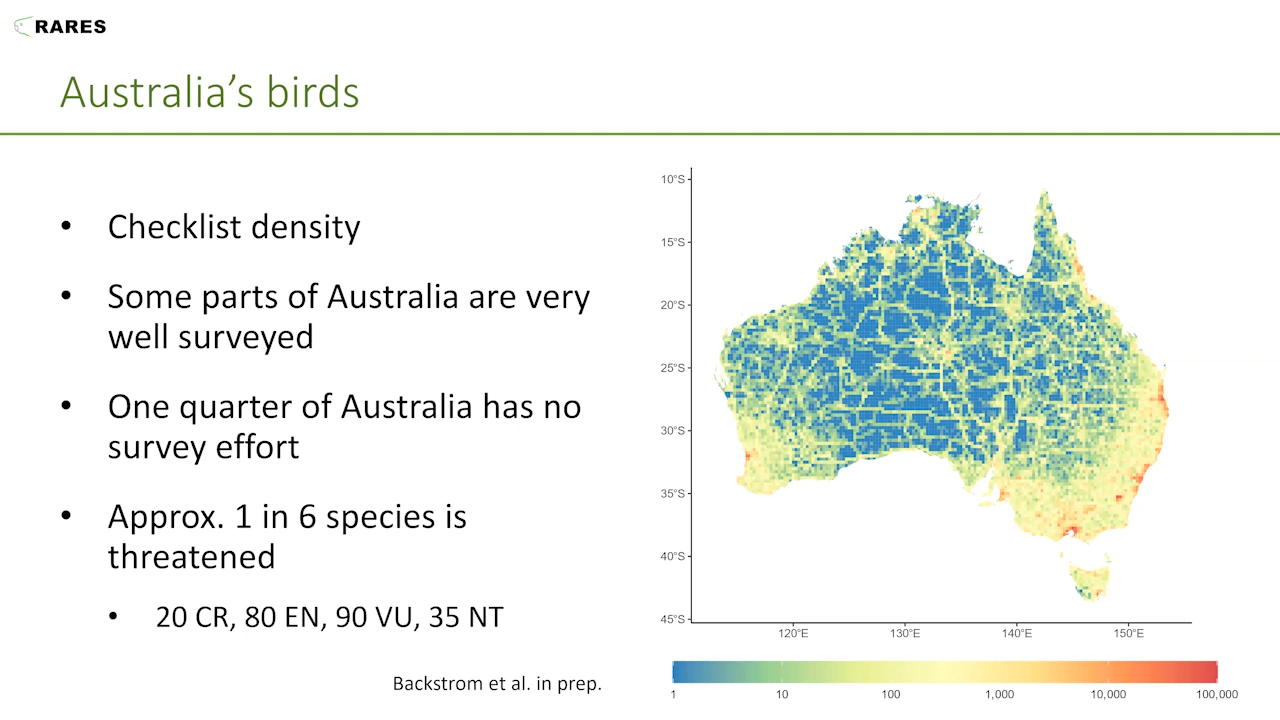 RARES
Australia’s birds
• Checklist density
• Some parts of Australia are very
well surveyed
• One quarter of Australia has no
survey effort
• Approx. 1 in 6 species is
threatened
• 20 CR, 80 EN, 90 VU, 35 NT
Backstrom et al. in prep.
10°S
15°S
20°S
25°S
30°S
35°S
40°S
45°S
120°E 130°E 140°E 150°E
1 10 100 1,000 10,000 100,000